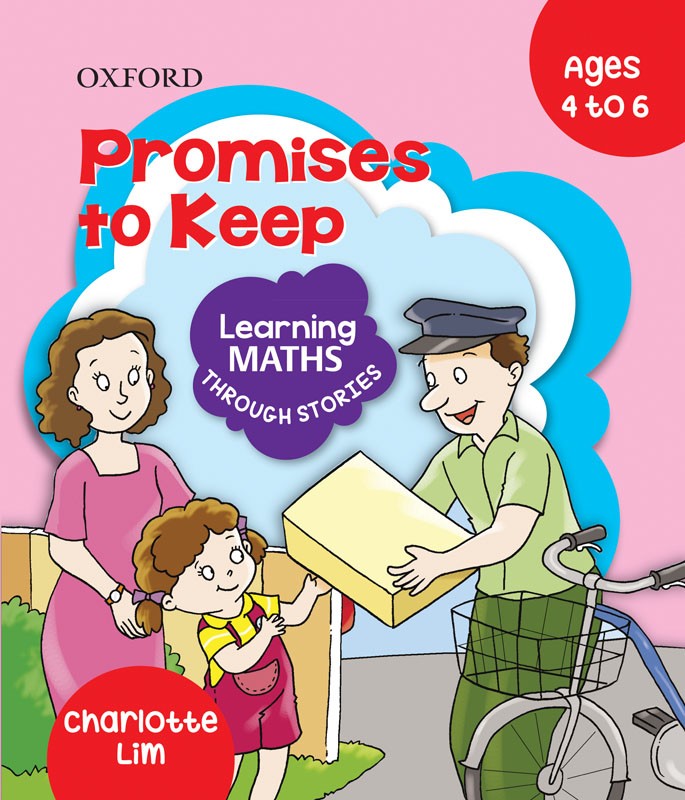 OXFORD
Ages
4 to 6
Promises
to Keep
Learning
MATHS
THROUGH STORIES
Charlotte
Lim